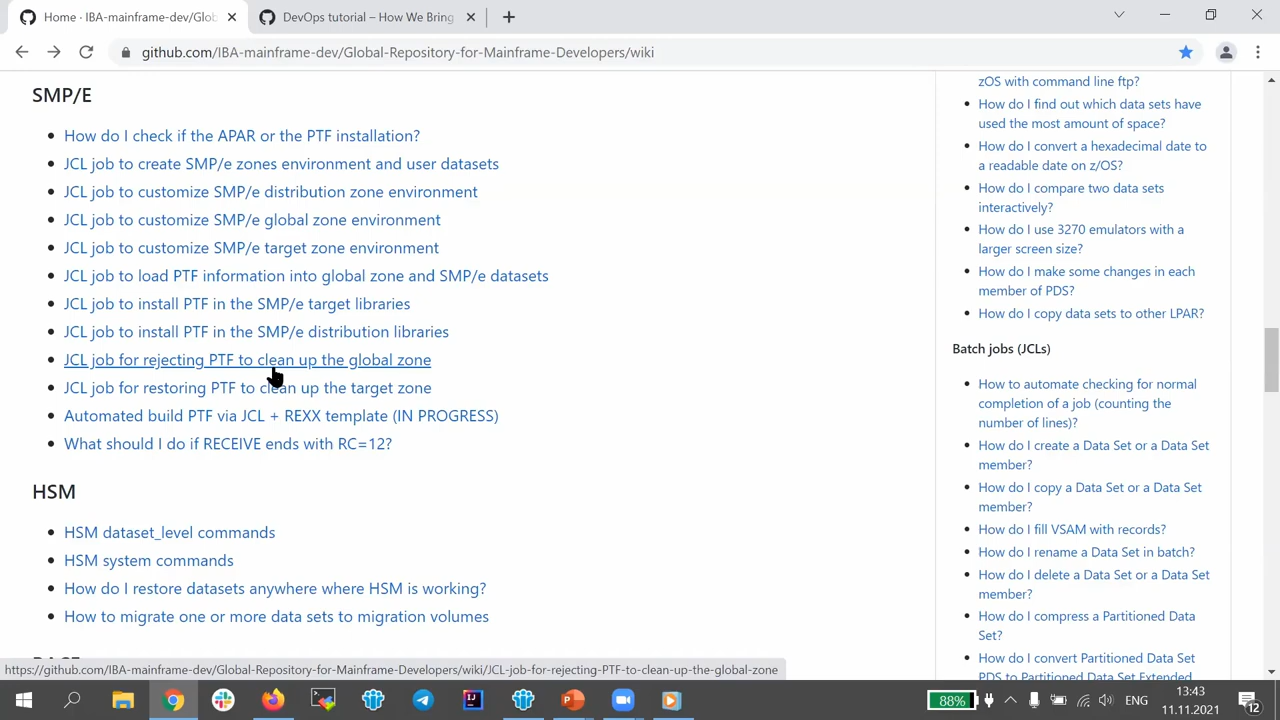 Home · IBA-mainframe-dev/Glob
DevOps tutorial – How We Bring
github.com/IBA-mainframe-dev/Global-Repository-for-Mainframe-Developers/wiki
SMP/E
How do I check if the APAR or the PTF installation?
JCL job to create SMP/e zones environment and user datasets
JCL job to customize SMP/e distribution zone environment
JCL job to customize SMP/e global zone environment
JCL job to customize SMP/e target zone environment
JCL job to load PTF information into global zone and SMP/e datasets
JCL job to install PTF in the SMP/e target libraries
JCL job to install PTF in the SMP/e distribution libraries
JCL job for rejecting PTF to clean up the global zone
JCL job for restoring PTF to clean up the target zone
Automated build PTF via JCL + REXX template (IN PROGRESS)
What should I do if RECEIVE ends with RC=12?
HSM
HSM dataset_level commands
HSM system commands
How do I restore datasets anywhere where HSM is working?
How to migrate one or more data sets to migration volumes
zOS with command line ftp?
How do I find out which data sets have
used the most amount of space?
How do I convert a hexadecimal date to
a readable date on z/OS?
How do I compare two data sets
interactively?
How do I use 3270 emulators with a
larger screen size?
How do I make some changes in each
member of PDS?
How do I copy data sets to other LPAR?
Batch jobs (JCLs)
How to automate checking for normal
completion of a job (counting the
number of lines)?
How do I create a Data Set or a Data Set
member?
How do I copy a Data Set or a Data Set
member?
How do I fill VSAM with records?
How do I rename a Data Set in batch?
How do I delete a Data Set or a Data Set
member?
How do I compress a Partitioned Data
Set?
How do I convert Partitioned Data Set
PDS to Partitioned Data Set Extended
https://github.com/IBA-mainframe-dev/Global-Repository-for-Mainframe-Developers/wiki/JCL-job-for-rejecting-PTF-to-clean-up-the-global-zone
88%
ENG
13:43
11.11.2021
12